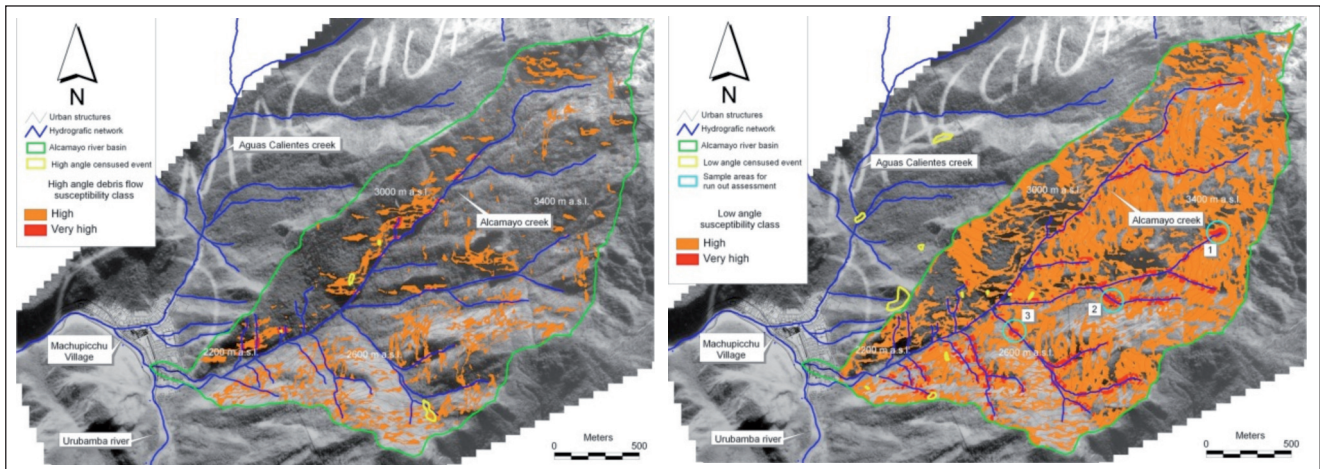 N
Urban structures
Hydrografic network
Alcamayo river basin
High angle censused event
High angle debris flow
susceptibility class
High
Very high
Aguas Calientes creek
3000 m a.s.l.
3400 m a.s.l.
Alcamayo creek
2200 m a.s.l.
2600 m a.s.l.
Machupicchu
Village
Urubamba river
Meters
0 500
N
Urban structures
Hydrografic network
Alcamayo river basin
Low angle censused event
Sample areas for
run out assessment
Low angle
susceptibility class
High
Very high
Aguas Calientes creek
3000 m a.s.l.
3400 m a.s.l.
Alcamayo creek
1
2
3
2200 m a.s.l.
2600 m a.s.l.
Machupicchu
Village
Urubamba river
Meters
0 500